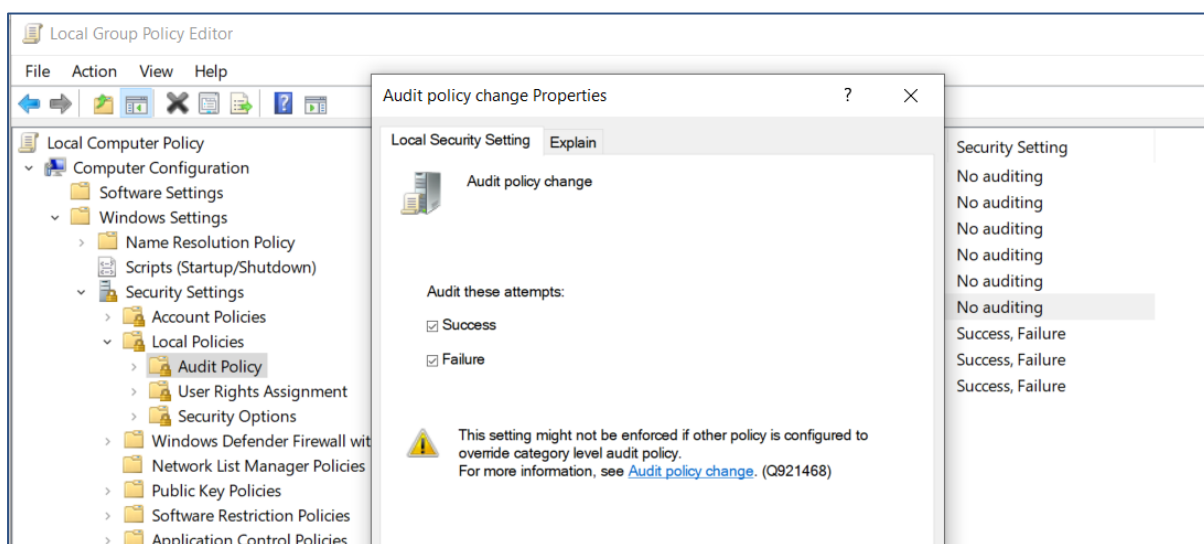 Local Group Policy Editor
File Action View Help
Local Computer Policy
Computer Configuration
Software Settings
Windows Settings
Name Resolution Policy
Scripts (Startup/Shutdown)
Security Settings
Account Policies
Local Policies
Audit Policy
User Rights Assignment
Security Options
Windows Defender Firewall wit
Network List Manager Policies
Public Key Policies
Software Restriction Policies
Application Control Policies
Audit policy change Properties ?
Local Security Setting Explain
Audit policy change
Audit these attempts:
Success
Failure
This setting might not be enforced if other policy is configured to
override category level audit policy.
For more information, see Audit policy change. (Q921468)
Security Setting
No auditing
No auditing
No auditing
No auditing
No auditing
No auditing
Success, Failure
Success, Failure
Success, Failure